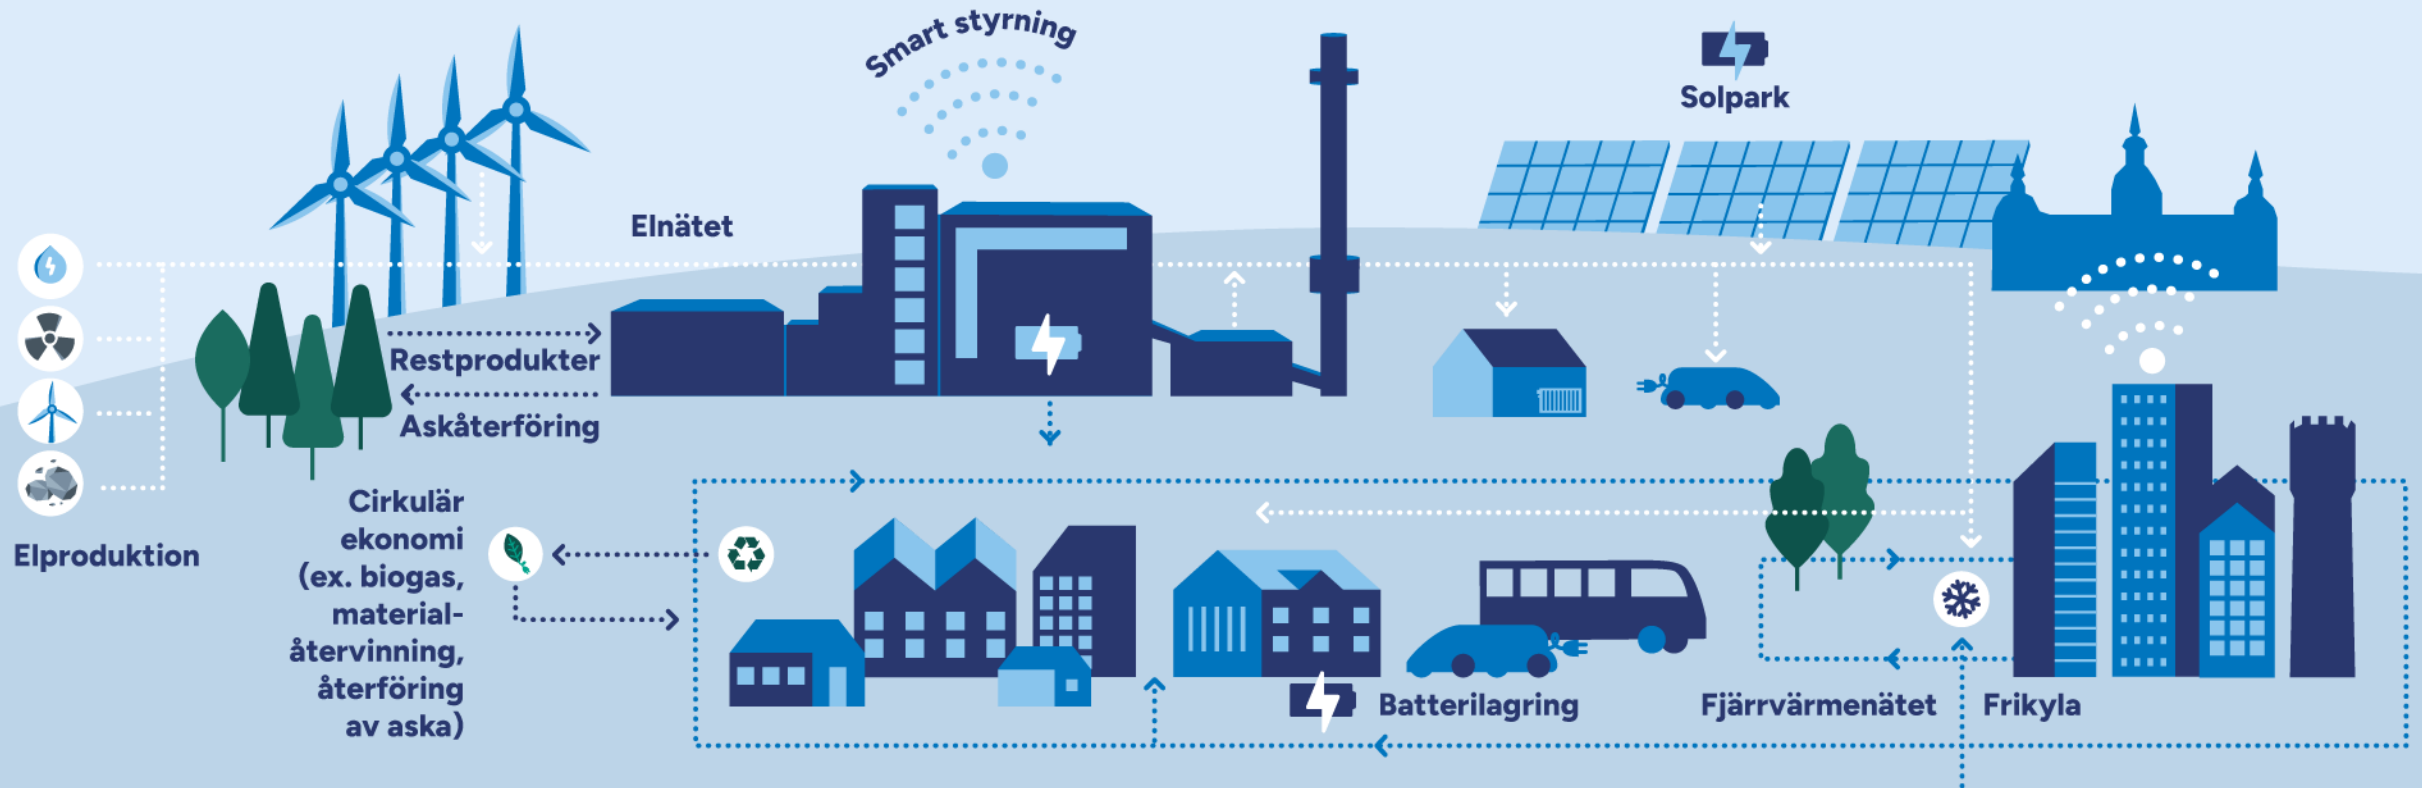 Smart styrning
Solpark
Elnätet
Restprodukter
Askåterföring
Elproduktion
Cirkulär
ekonomi
(ex. biogas,
material-
återvinning,
återföring
av aska)
Batterilagring
Fjärrvärmenätet
Frikyla